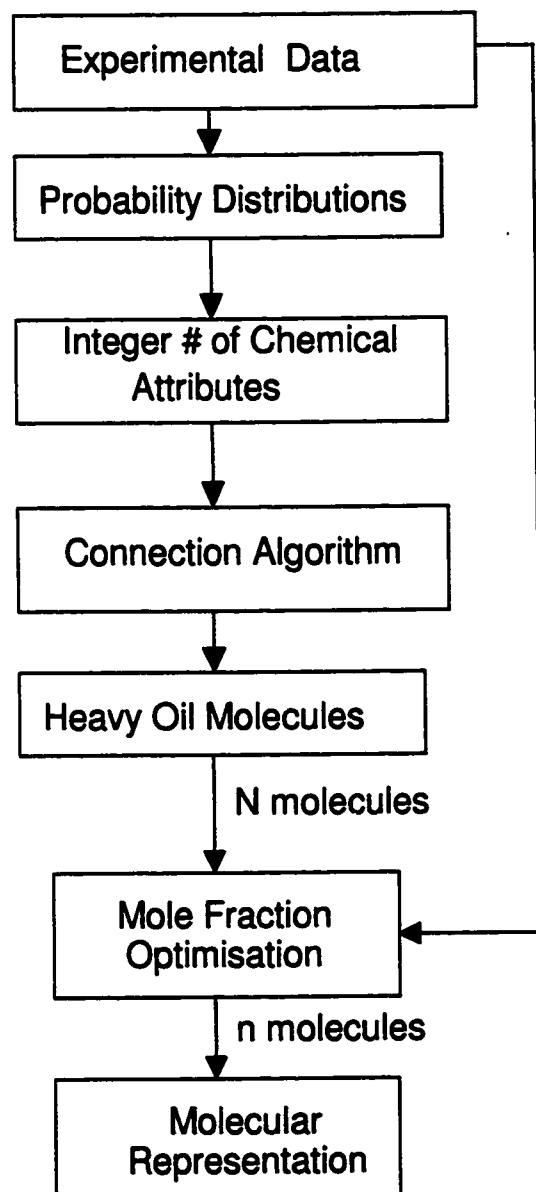 Experimental Data
Probability Distributions
Integer # of Chemical
Attributes
Connection Algorithm
Heavy Oil Molecules
N molecules
Mole Fraction
Optimisation
n molecules
Molecular
Representation